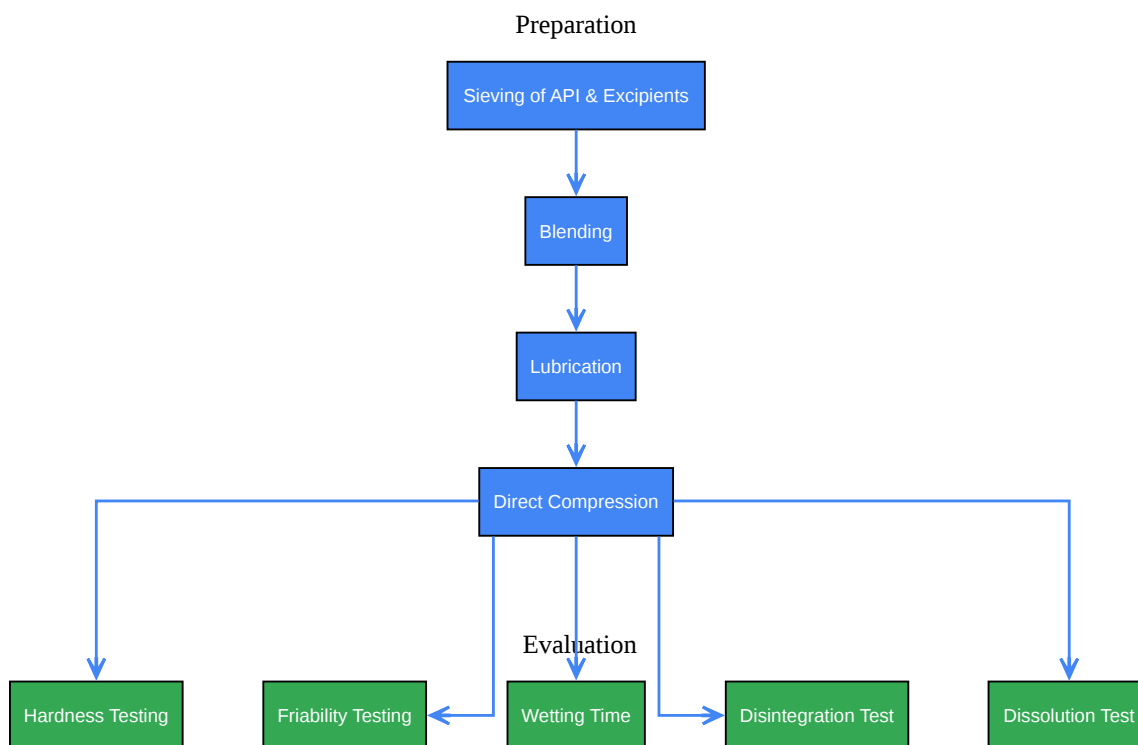 Preparation
Sieving of API & Excipients
Blending
Lubrication
Direct Compression
Evaluation
Hardness Testing
Friability Testing
Wetting Time
Disintegration Test
Dissolution Test